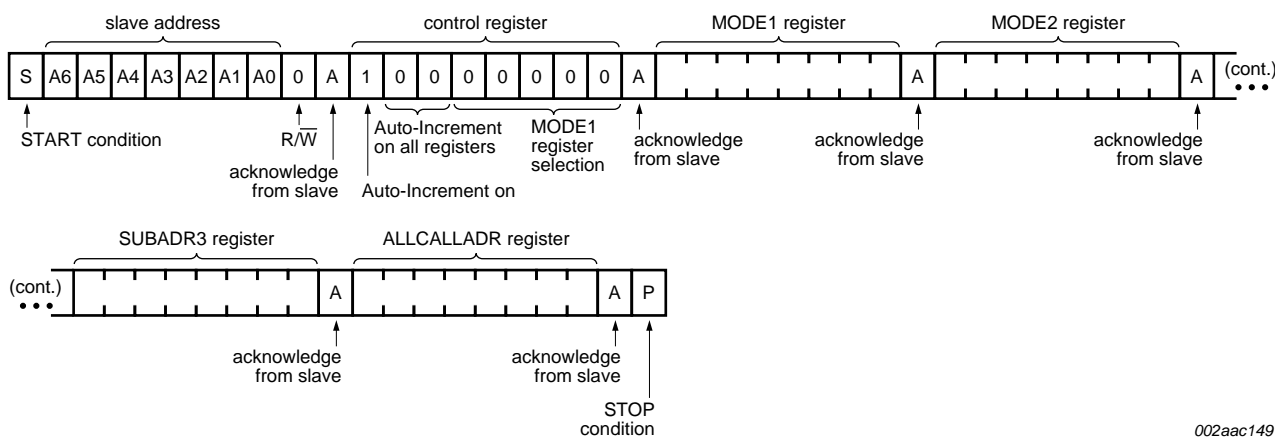 slave address control register MODE1 register MODE2 register
S A6 A5 A4 A3 A2 A1 A0 0 A 1 0 0 0 0 0 0 0 A A A (cont.)
START condition R/W̅ Auto-Increment MODE1 acknowledge acknowledge acknowledge
on all registers register from slave from slave from slave
acknowledge selection
from slave Auto-Increment on
SUBADR3 register ALLCALLADR register
(cont.) A A P
acknowledge acknowledge
from slave from slave
STOP
condition
002aac149